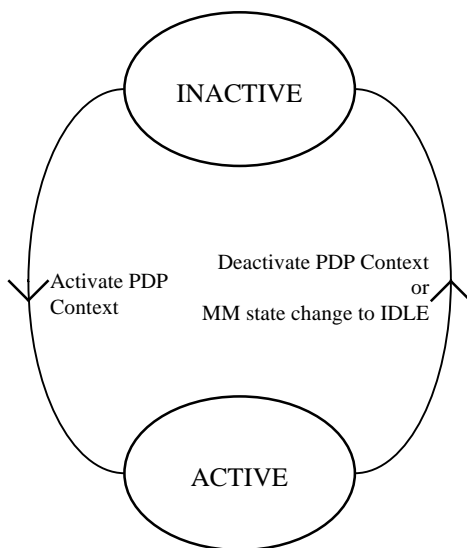 INACTIVE
Activate PDP
Context
Deactivate PDP Context
or
MM state change to IDLE
ACTIVE